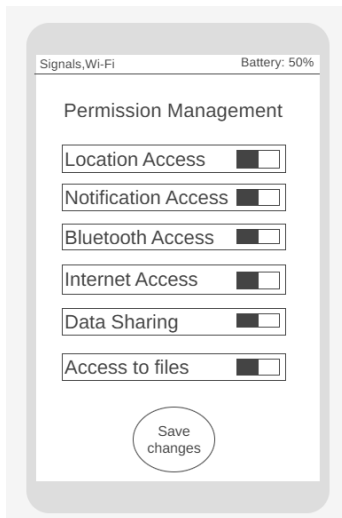 Signals,Wi-Fi Battery: 50%
Permission Management
Location Access
Notification Access
Bluetooth Access
Internet Access
Data Sharing
Access to files
Save
changes